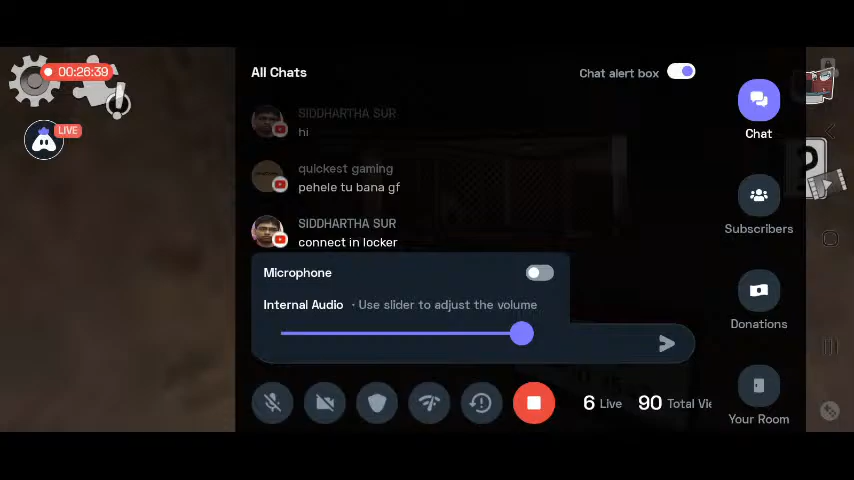 00:26:39
LIVE
All Chats
Chat alert box
SIDDHARTHA SUR
hi
quickest gaming
pehele tu bana gf
SIDDHARTHA SUR
connect in locker
Microphone
Internal Audio · Use slider to adjust the volume
6 Live 90 Total Vie
Chat
Subscribers
Donations
Your Room
?